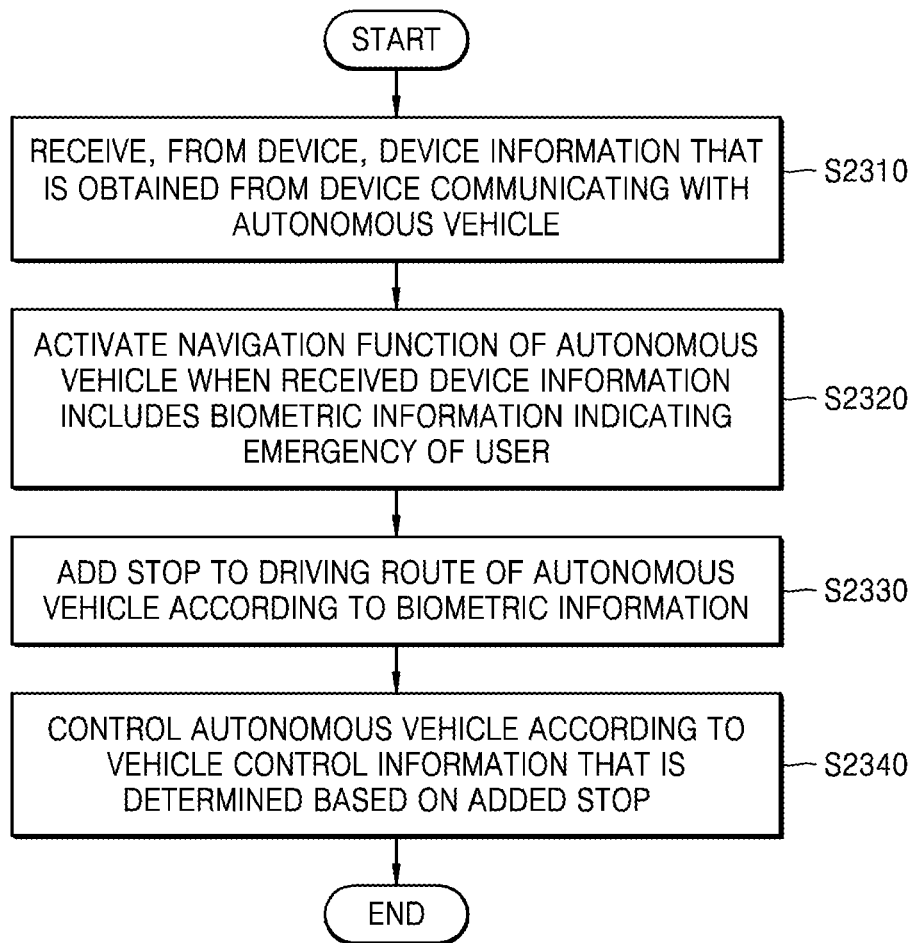 START
RECEIVE, FROM DEVICE, DEVICE INFORMATION THAT
IS OBTAINED FROM DEVICE COMMUNICATING WITH
AUTONOMOUS VEHICLE
S2310
ACTIVATE NAVIGATION FUNCTION OF AUTONOMOUS
VEHICLE WHEN RECEIVED DEVICE INFORMATION
INCLUDES BIOMETRIC INFORMATION INDICATING
EMERGENCY OF USER
S2320
ADD STOP TO DRIVING ROUTE OF AUTONOMOUS
VEHICLE ACCORDING TO BIOMETRIC INFORMATION
S2330
CONTROL AUTONOMOUS VEHICLE ACCORDING TO
VEHICLE CONTROL INFORMATION THAT IS
DETERMINED BASED ON ADDED STOP
S2340
END